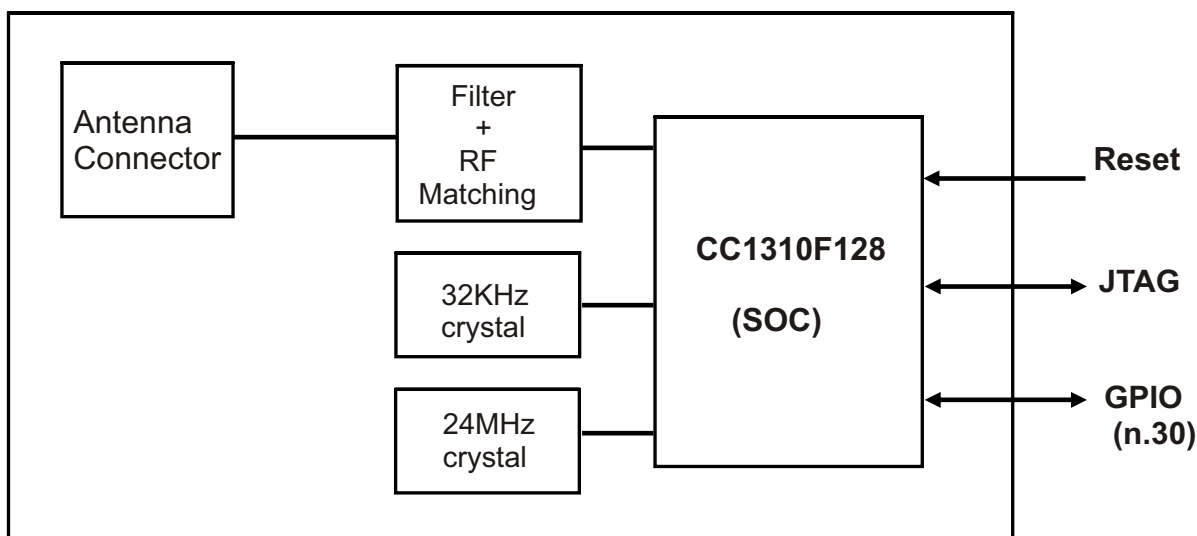 Antenna
Connector
Filter
+
RF
Matching
32KHz
crystal
24MHz
crystal
CC1310F128
(SOC)
Reset
JTAG
GPIO
(n.30)